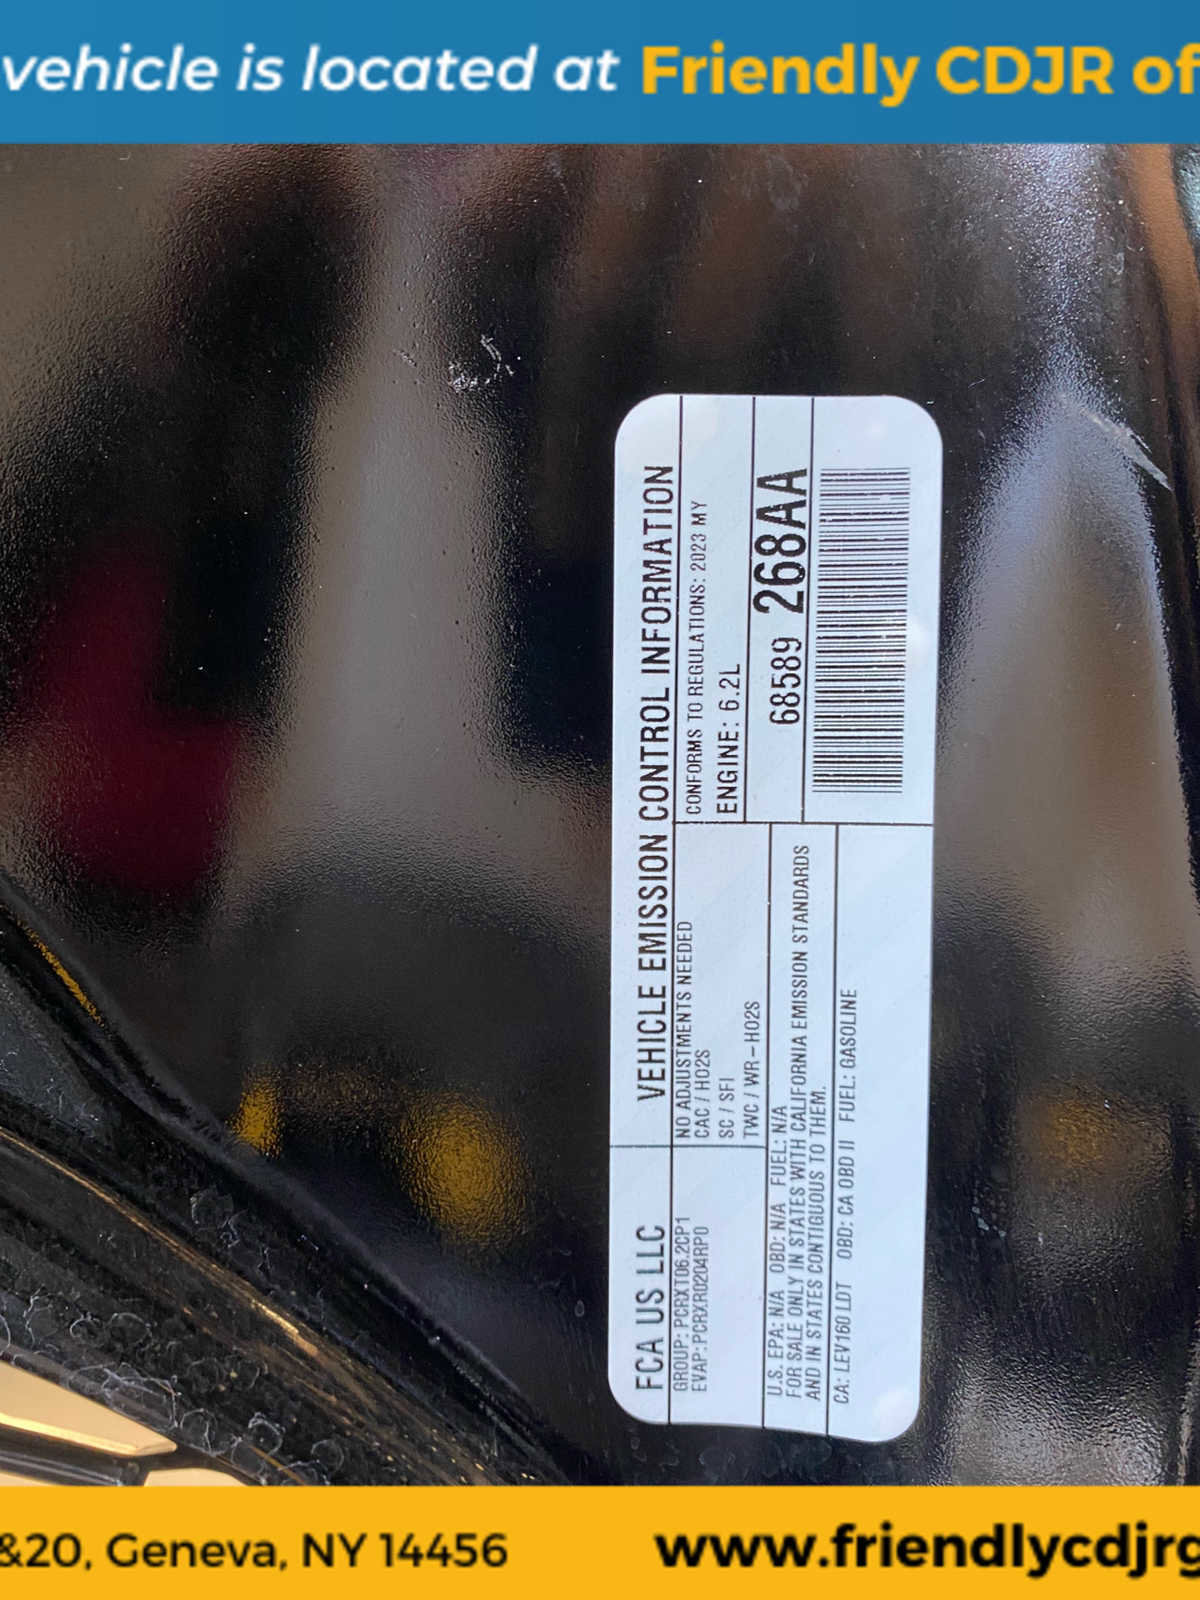 vehicle is located at Friendly CDJR of
FCA US LLC VEHICLE EMISSION CONTROL INFORMATION
GROUP: PCRXT06.2CP1
EVAP: PCRXR0204RP0
NO ADJUSTMENTS NEEDED
CAC / HO2S
SC / SFI
TWC / WR-HO2S
CONFORMS TO REGULATIONS: 2023 MY
ENGINE: 6.2L
68589 268AA
U.S. EPA: N/A OBD: N/A FUEL: N/A
FOR SALE ONLY IN STATES WITH CALIFORNIA EMISSION STANDARDS
AND IN STATES CONTIGUOUS TO THEM.
CA: LEV160 LDT OBD: CA OBD II FUEL: GASOLINE
&20, Geneva, NY 14456 www.friendlycdjrg